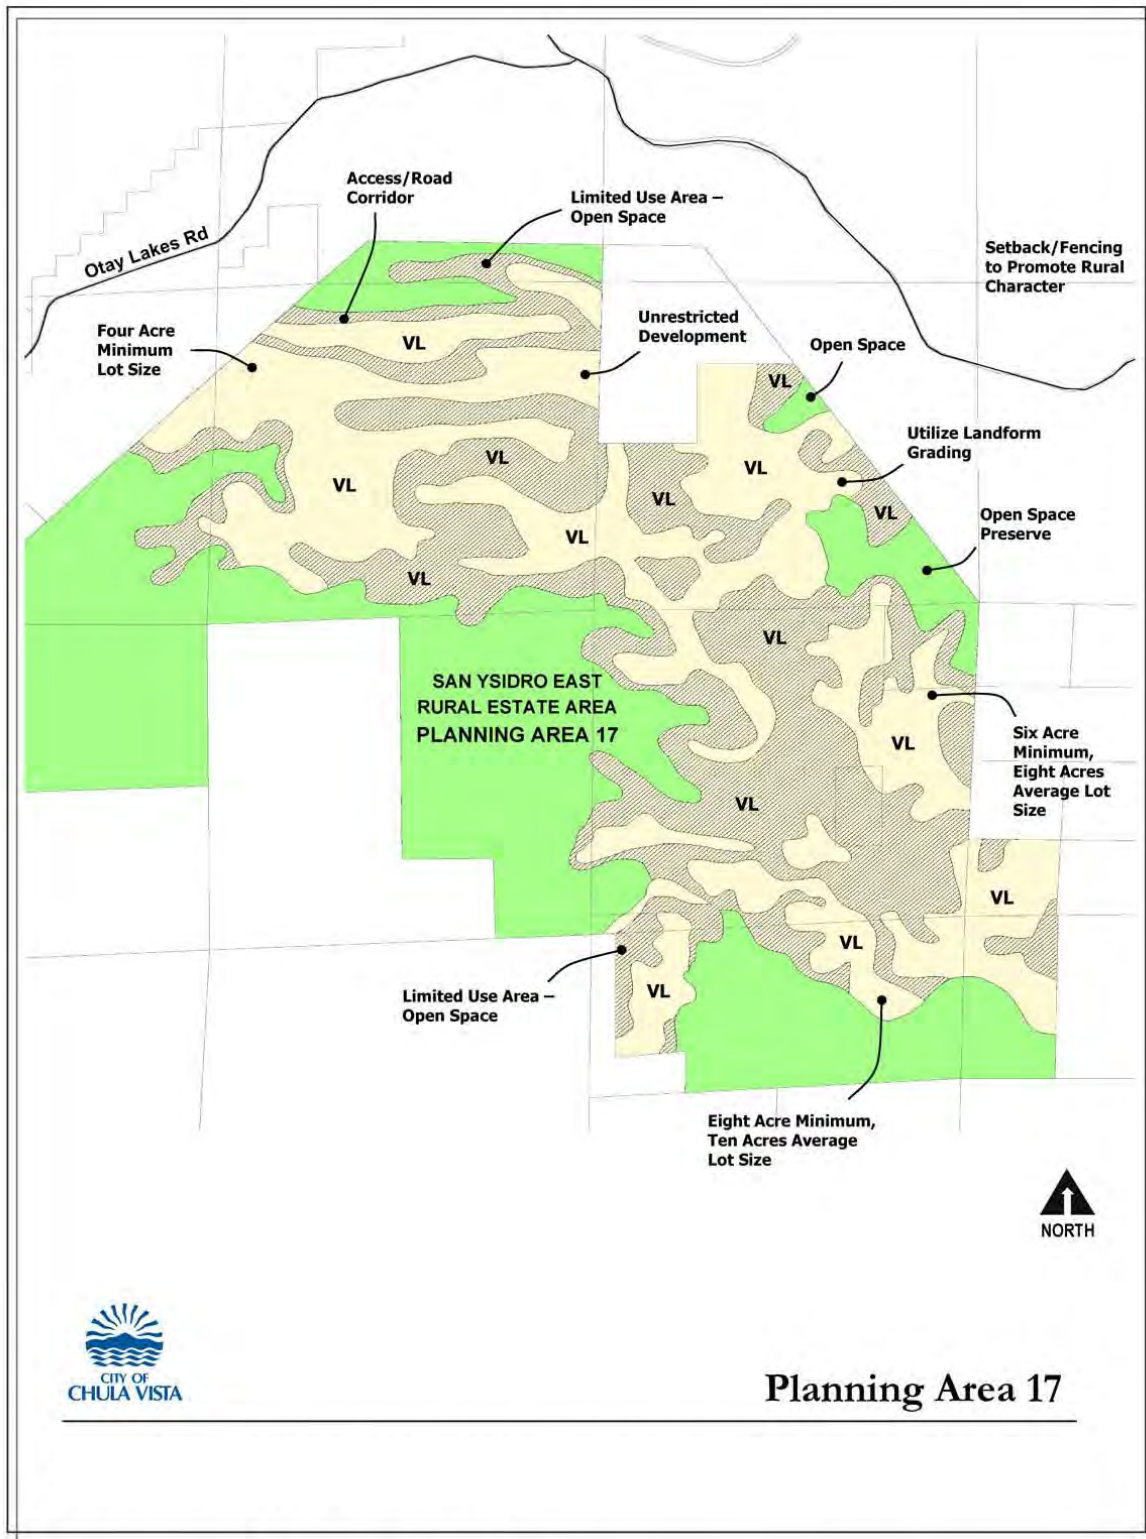 Access/Road
Corridor
Limited Use Area –
Open Space
Otay Lakes Rd
Setback/Fencing
to Promote Rural
Character
Four Acre
Minimum
Lot Size
Unrestricted
Development
Open Space
VL
VL
Utilize Landform
Grading
VL
VL
VL
VL
VL
Open Space
Preserve
VL
VL
VL
VL
SAN YSIDRO EAST
RURAL ESTATE AREA
PLANNING AREA 17
Six Acre
Minimum,
Eight Acres
Average Lot
Size
VL
VL
VL
VL
VL
Limited Use Area –
Open Space
Eight Acre Minimum,
Ten Acres Average
Lot Size
NORTH
CITY OF
CHULA VISTA
Planning Area 17